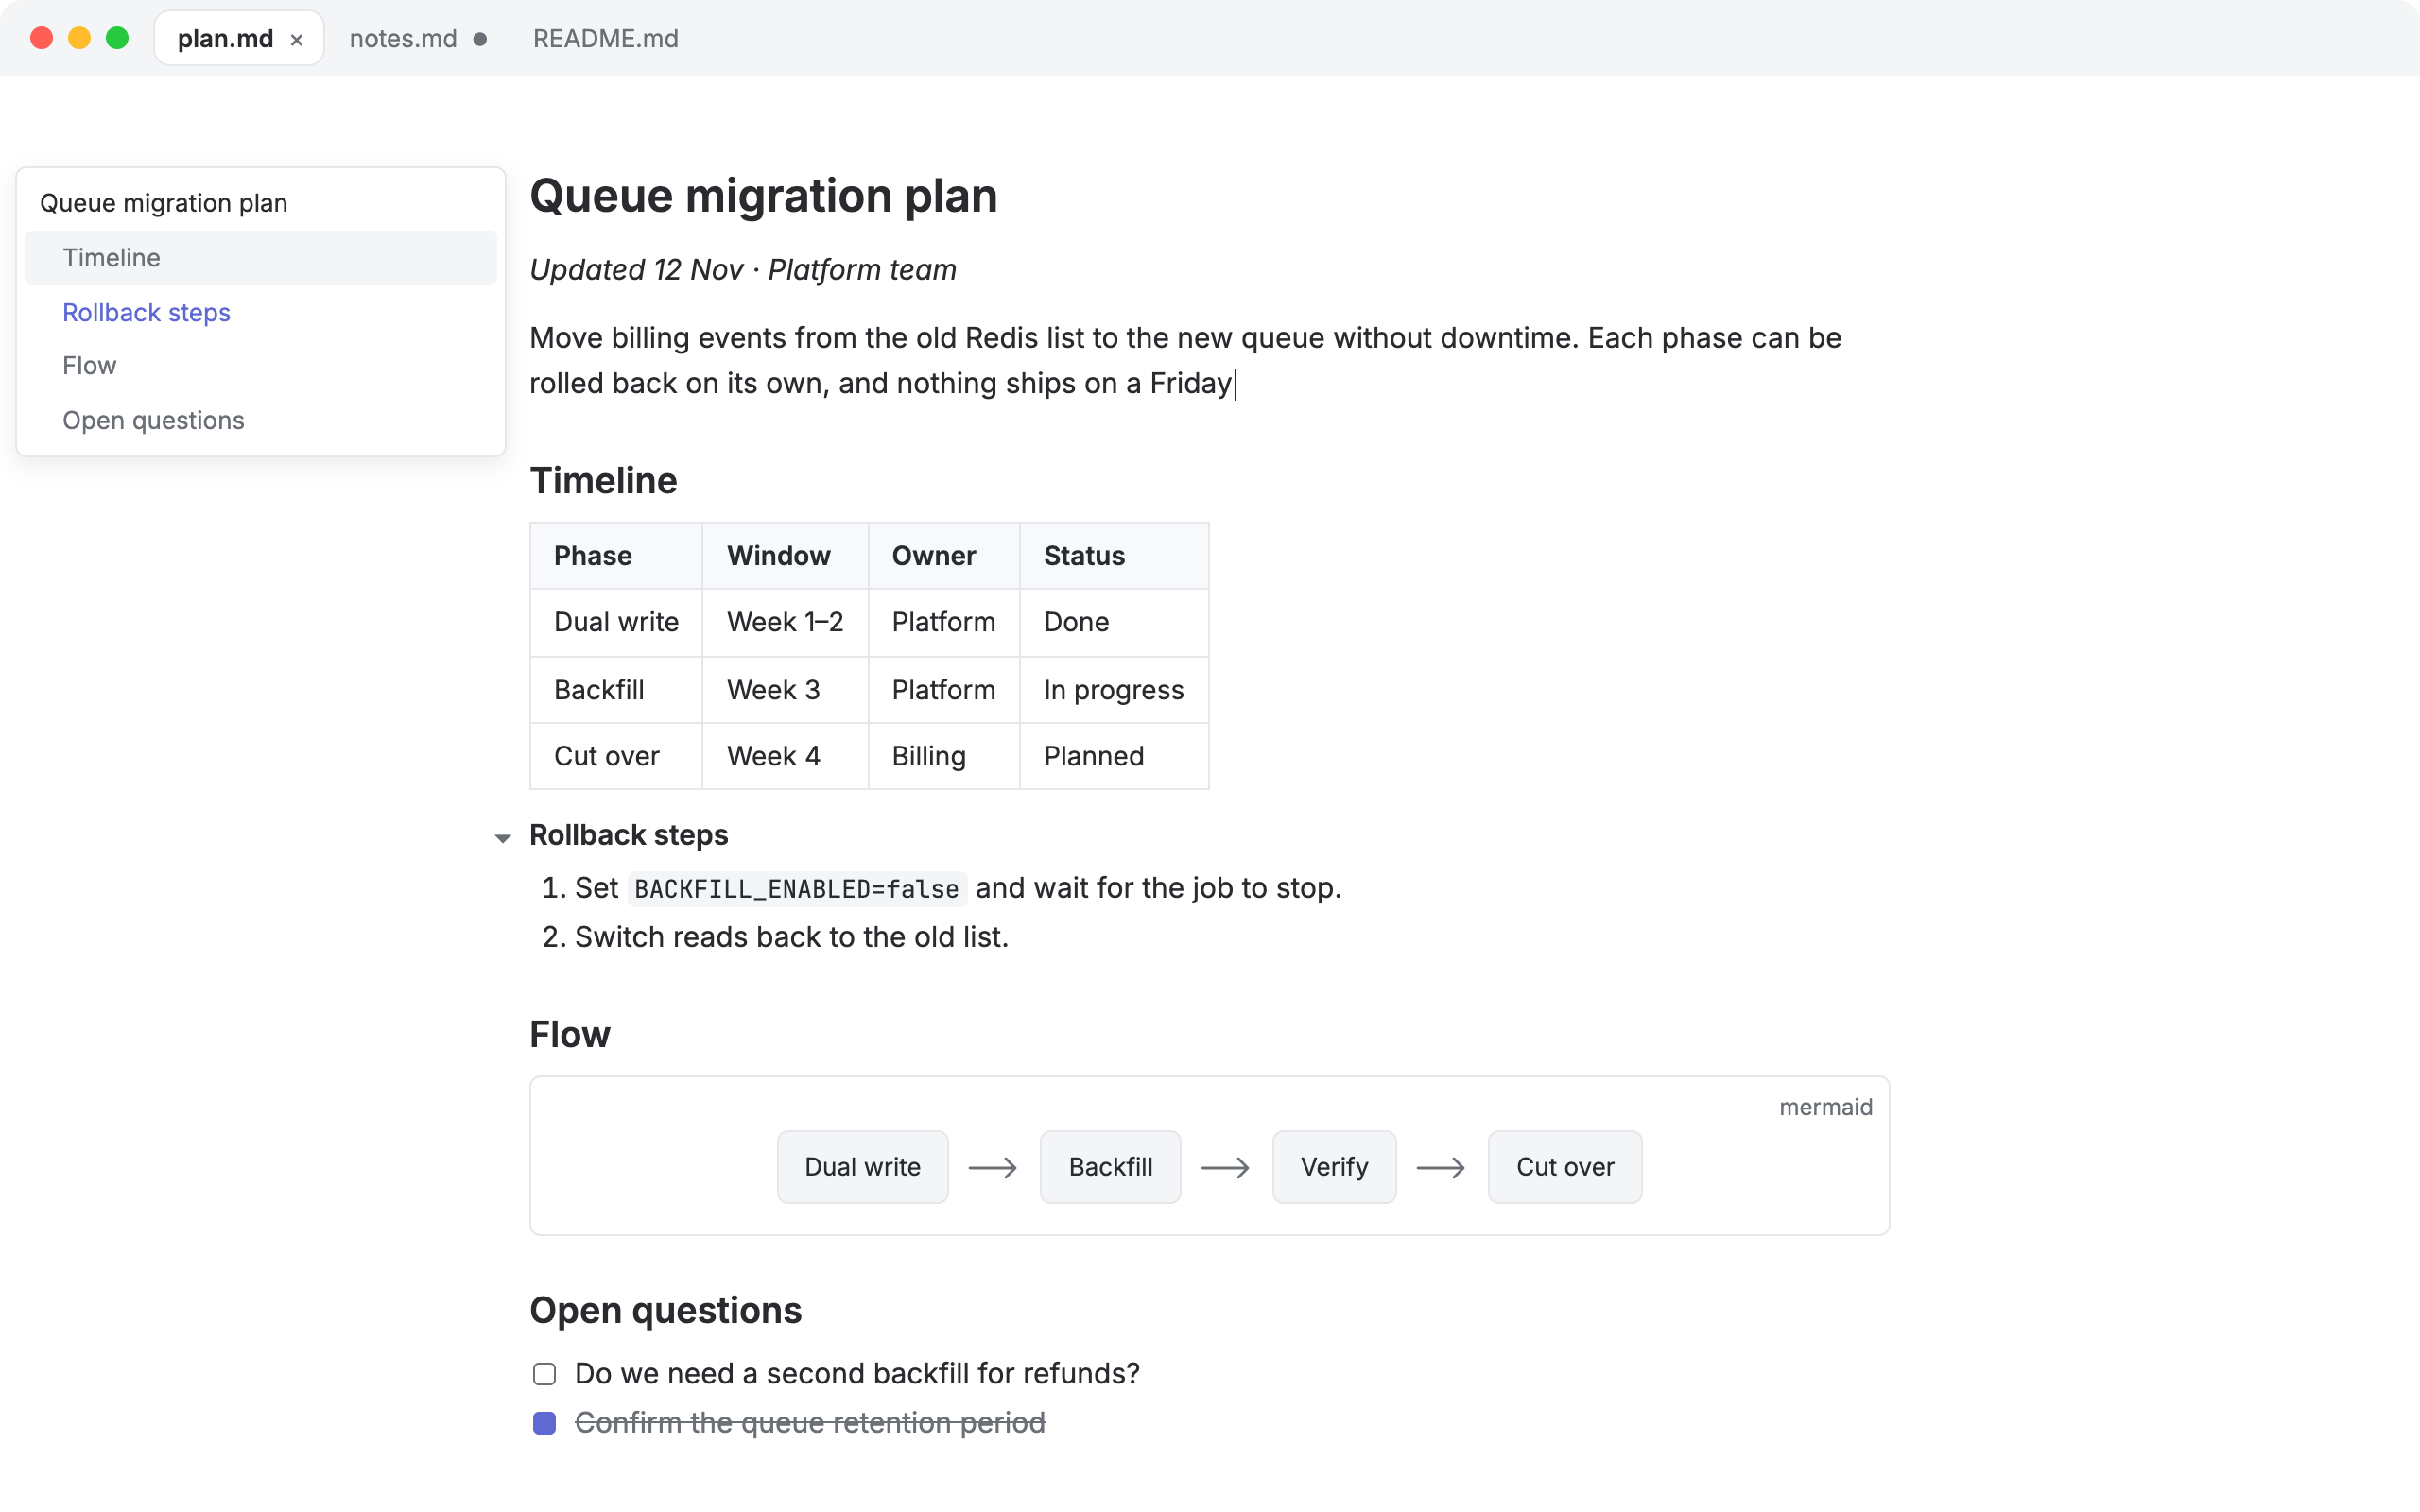 plan.md ×
notes.md
README.md
Queue migration plan
Timeline
Rollback steps
Flow
Open questions
Queue migration plan
Updated 12 Nov · Platform team
Move billing events from the old Redis list to the new queue without downtime. Each phase can be
rolled back on its own, and nothing ships on a Friday
Timeline
Phase Window Owner Status
Dual write Week 1–2 Platform Done
Backfill Week 3 Platform In progress
Cut over Week 4 Billing Planned
Rollback steps
1. Set BACKFILL_ENABLED=false and wait for the job to stop.
2. Switch reads back to the old list.
Flow
mermaid
Dual write → Backfill → Verify → Cut over
Open questions
Do we need a second backfill for refunds?
Confirm the queue retention period